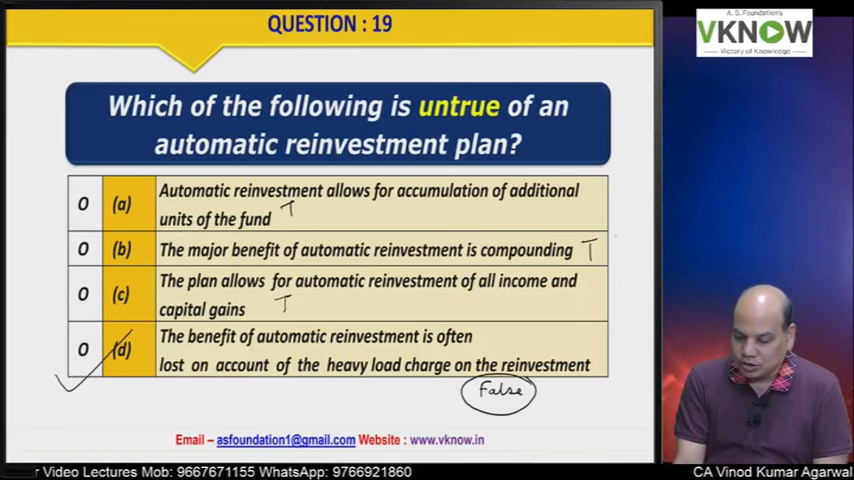 QUESTION : 19
A. S. Foundation's
VKNOW
Victory of Knowledge
Which of the following is untrue of an
automatic reinvestment plan?
O (a) Automatic reinvestment allows for accumulation of additional
units of the fund T
O (b) The major benefit of automatic reinvestment is compounding T
O (c) The plan allows for automatic reinvestment of all income and
capital gains T
O (d) The benefit of automatic reinvestment is often
lost on account of the heavy load charge on the reinvestment
False
Email – asfoundation1@gmail.com Website : www.vknow.in
r Video Lectures Mob: 9667671155 WhatsApp: 9766921860
CA Vinod Kumar Agarwal